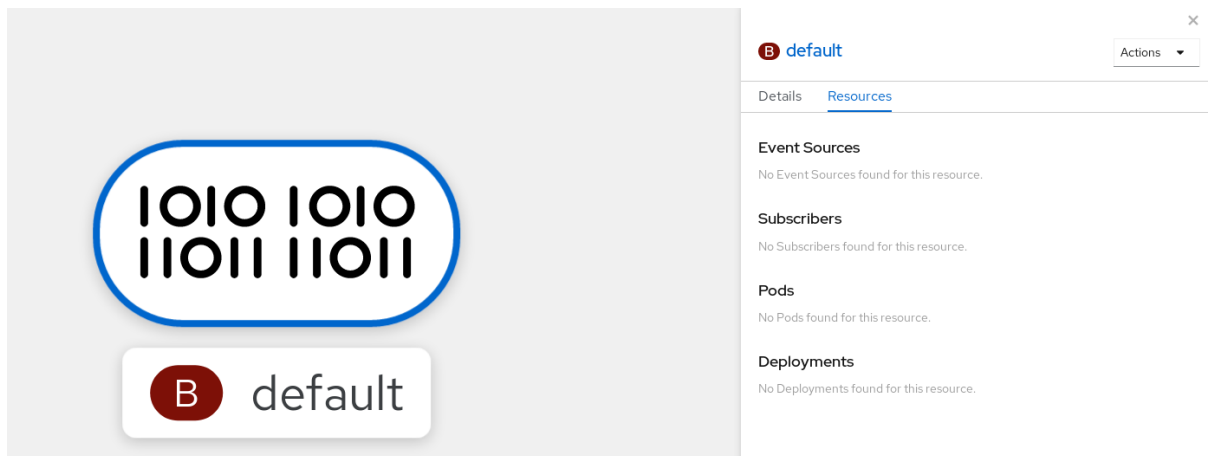 1010 1010
11011 11011
B default
B default
Actions
Details Resources
Event Sources
No Event Sources found for this resource.
Subscribers
No Subscribers found for this resource.
Pods
No Pods found for this resource.
Deployments
No Deployments found for this resource.